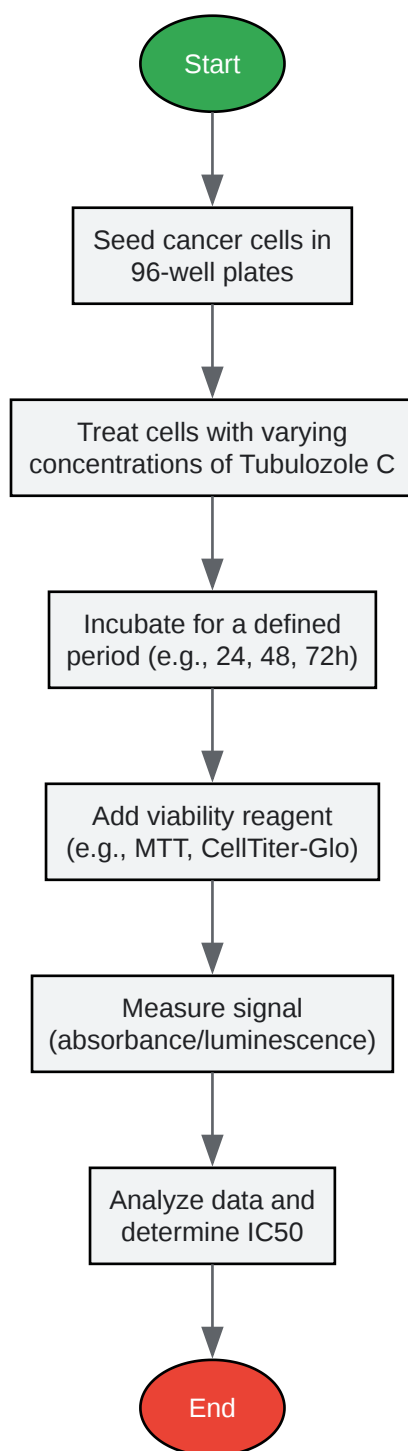 Start
Seed cancer cells in
96-well plates
Treat cells with varying
concentrations of Tubulozole C
Incubate for a defined
period (e.g., 24, 48, 72h)
Add viability reagent
(e.g., MTT, CellTiter-Glo)
Measure signal
(absorbance/luminescence)
Analyze data and
determine IC50
End